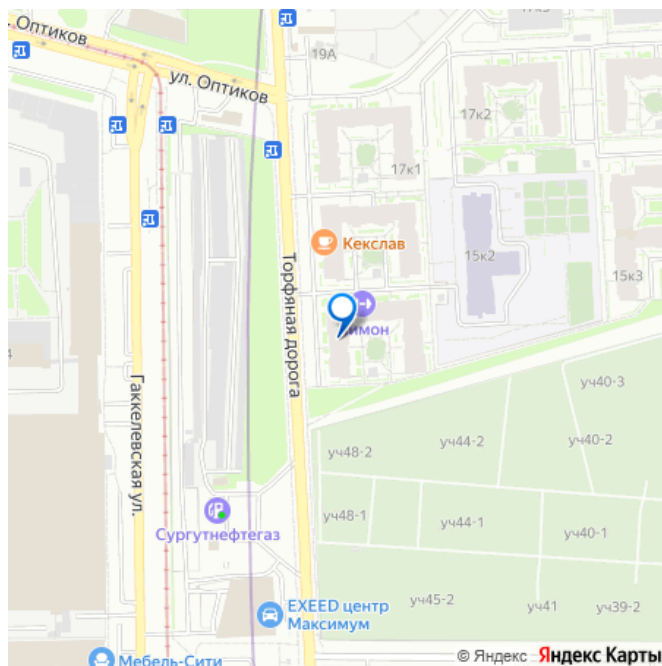 . Оптиков
ул. Оптиков
19А
17к2
17к1
Кекслав
15к2
15к3
Торфяная дорога
имон
4
Гаккелевская ул.
уч40-3
уч48-2
уч44-2
уч40-2
уч48-1
уч44-1
уч40-1
Сургутнефтегаз
уч45-2
уч41
уч39-2
EXEED центр
Максимум
Мебель-Сити
© Яндекс Яндекс Карты